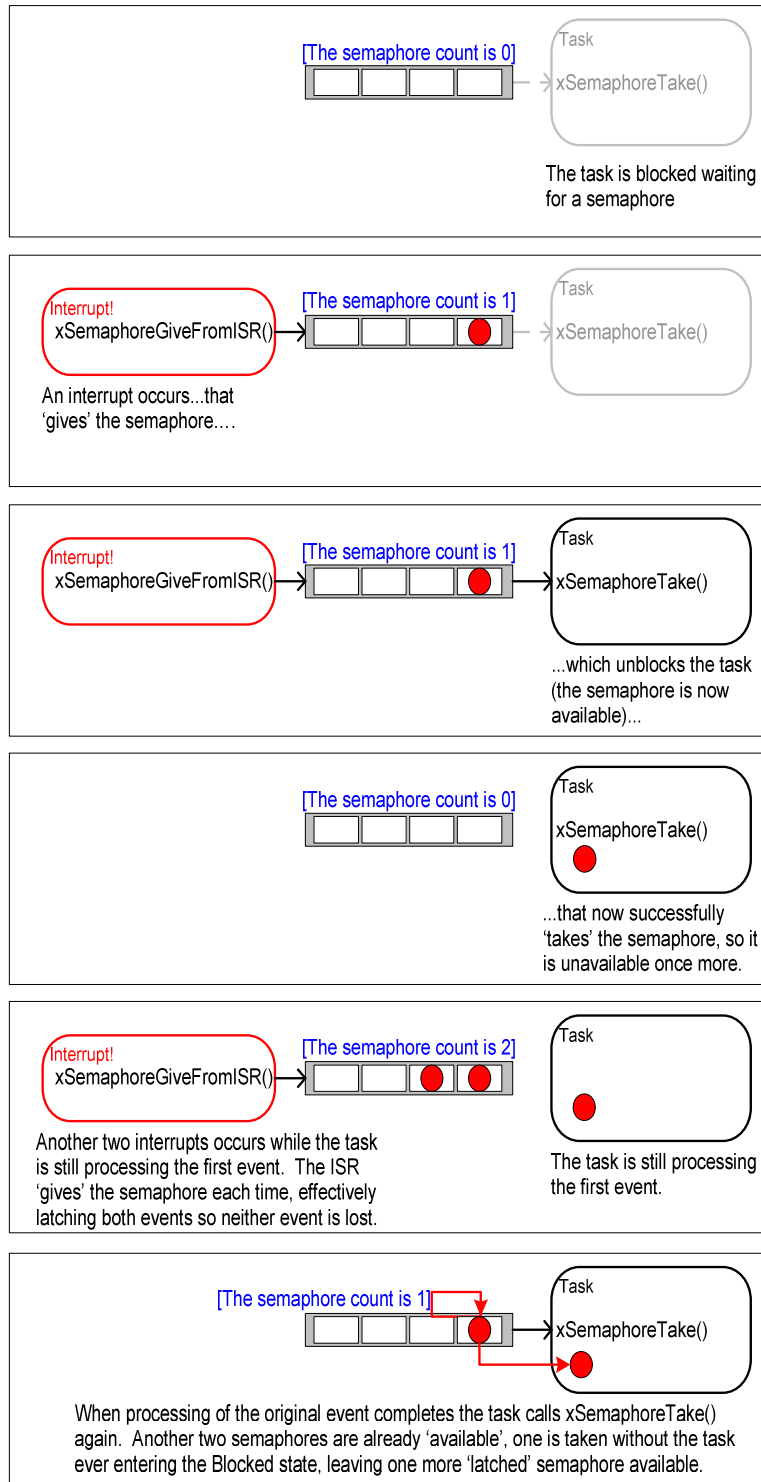 [The semaphore count is 0]
Task
xSemaphoreTake()
The task is blocked waiting
for a semaphore
Interrupt!
xSemaphoreGiveFromISR()
[The semaphore count is 1]
Task
xSemaphoreTake()
An interrupt occurs...that
‘gives’ the semaphore....
Interrupt!
xSemaphoreGiveFromISR()
[The semaphore count is 1]
Task
xSemaphoreTake()
...which unblocks the task
(the semaphore is now
available)...
[The semaphore count is 0]
Task
xSemaphoreTake()
...that now successfully
‘takes’ the semaphore, so it
is unavailable once more.
Interrupt!
xSemaphoreGiveFromISR()
[The semaphore count is 2]
Task
Another two interrupts occurs while the task
is still processing the first event. The ISR
‘gives’ the semaphore each time, effectively
latching both events so neither event is lost.
The task is still processing
the first event.
[The semaphore count is 1]
Task
xSemaphoreTake()
When processing of the original event completes the task calls xSemaphoreTake()
again. Another two semaphores are already ‘available’, one is taken without the task
ever entering the Blocked state, leaving one more ‘latched’ semaphore available.